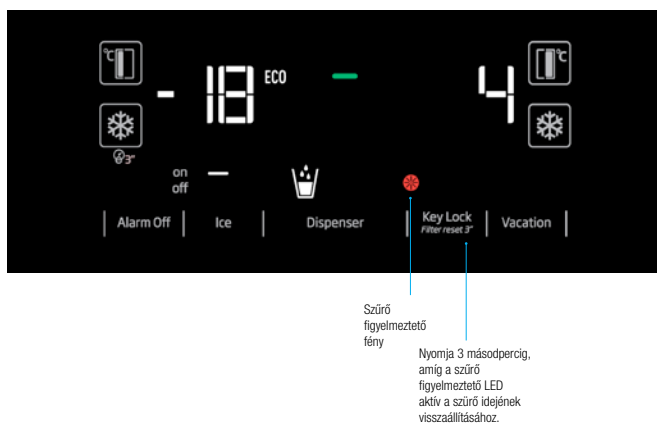 °C
-18 ECO
4
°C
3"
on
off
Alarm Off
Ice
Dispenser
Key Lock
Filter reset 3"
Vacation
Szűrő
figyelmeztető
fény
Nyomja 3 másodpercig,
amíg a szűrő
figyelmeztető LED
aktív a szürő idejének
visszaállításához.